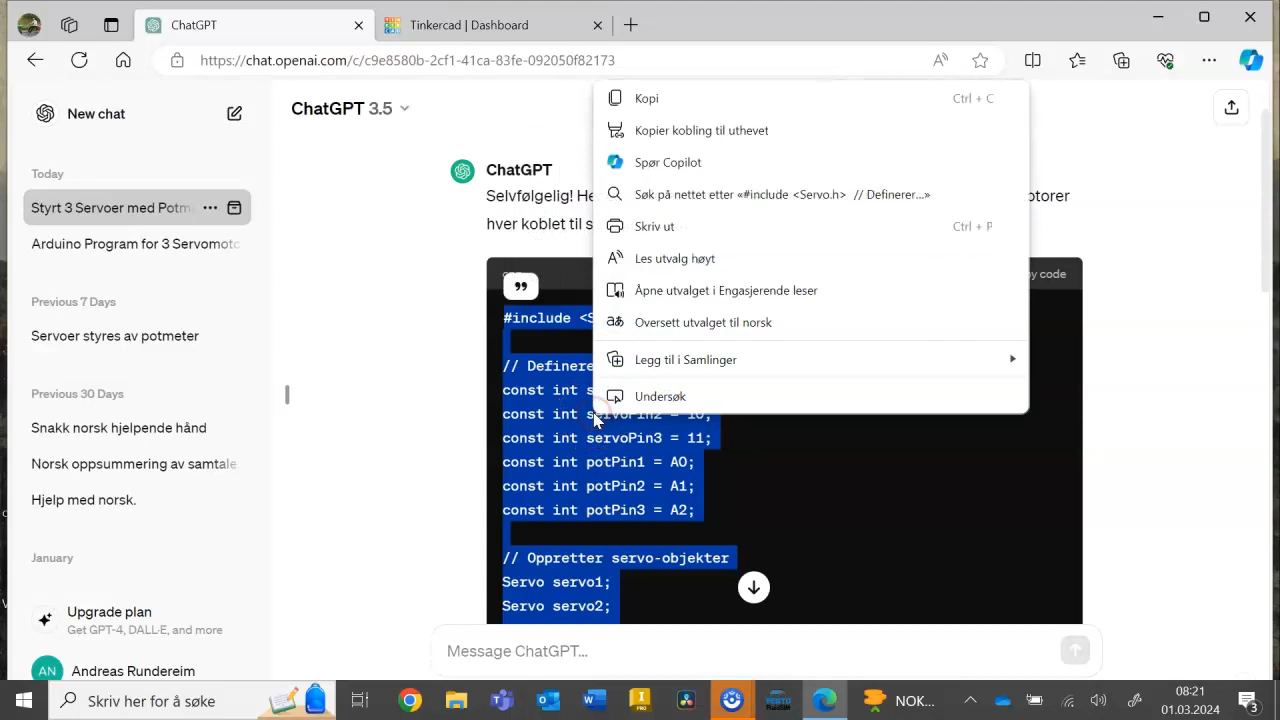 ChatGPT
Tinkercad | Dashboard
https://chat.openai.com/c/c9e8580b-2cf1-41ca-83fe-092050f82173
New chat
ChatGPT 3.5
Today
Styrt 3 Servoer med Potm
Arduino Program for 3 Servomoto
Previous 7 Days
Servoer styres av potmeter
Previous 30 Days
Snakk norsk hjelpende hånd
Norsk oppsummering av samtale
Hjelp med norsk.
January
Upgrade plan
Get GPT-4, DALL·E, and more
AN
Andreas Rundereim
ChatGPT
Selvfølgelig! He
otorer
hver koblet til s
y code
Kopi
Ctrl + C
Kopier kobling til uthevet
Spør Copilot
Søk på nettet etter «#include <Servo.h> // Definerer...»
Skriv ut
Ctrl + P
Les utvalg høyt
Åpne utvalget i Engasjerende leser
Oversett utvalget til norsk
Legg til i Samlinger
Undersøk
#include <S
// Definere
const int s
const int servoPin2 = 10;
const int servoPin3 = 11;
const int potPin1 = A0;
const int potPin2 = A1;
const int potPin3 = A2;
// Oppretter servo-objekter
Servo servo1;
Servo servo2;
Message ChatGPT...
Skriv her for å søke
NOK...
08:21
01.03.2024
3